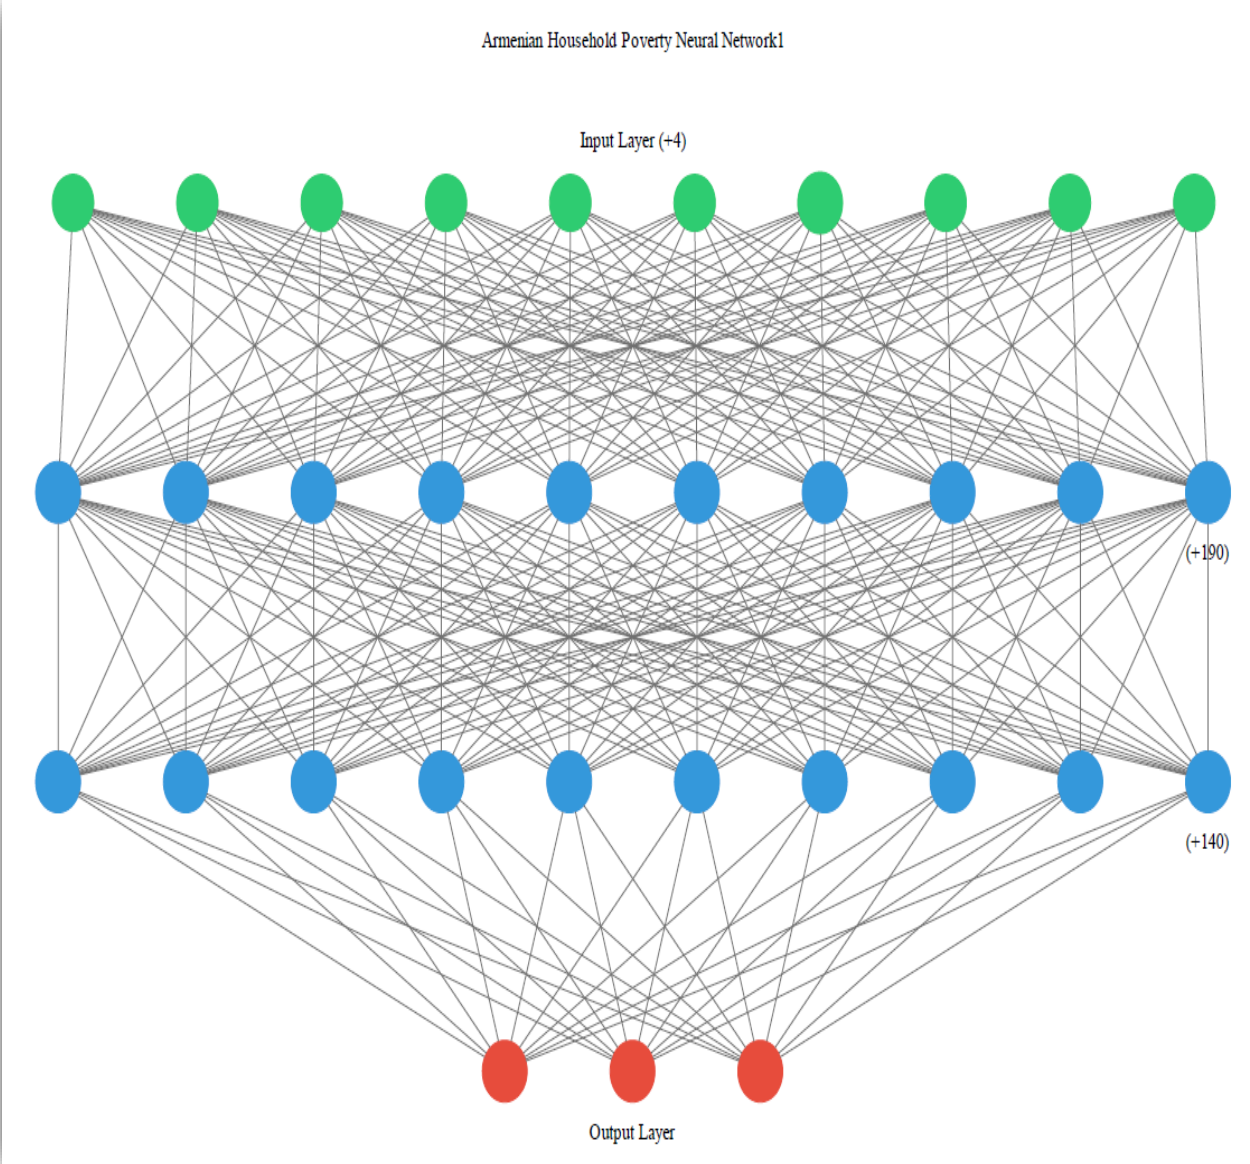 Armenian Household Poverty Neural Network1
Input Layer (+4)
(+190)
(+140)
Output Layer